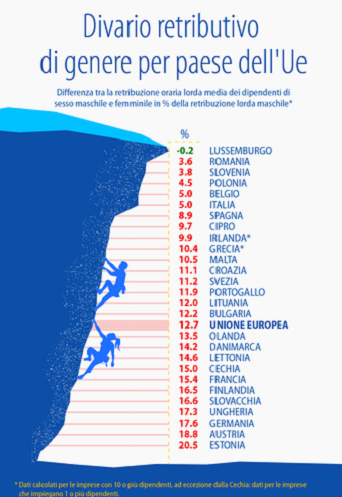 Divario retributivo
di genere per paese dell'Ue
Differenza tra la retribuzione oraria lorda media dei dipendenti di
sesso maschile e femminile in % della retribuzione lorda maschile*
%
-0.2 LUSSEMBURGO
3.6 ROMANIA
3.8 SLOVENIA
4.5 POLONIA
5.0 BELGIO
5.0 ITALIA
8.9 SPAGNA
9.7 CIPRO
9.9 IRLANDA*
10.4 GRECIA*
10.5 MALTA
11.1 CROAZIA
11.2 SVEZIA
11.9 PORTOGALLO
12.0 LITUANIA
12.2 BULGARIA
12.7 UNIONE EUROPEA
13.5 OLANDA
14.2 DANIMARCA
14.6 LETTONIA
15.0 CECHIA
15.4 FRANCIA
16.5 FINLANDIA
16.6 SLOVACCHIA
17.3 UNGHERIA
17.6 GERMANIA
18.8 AUSTRIA
20.5 ESTONIA
* Dati calcolati per le imprese con 10 o più dipendenti, ad eccezione dalla Cechia: dati per le imprese
che impiegano 1 o più dipendenti.